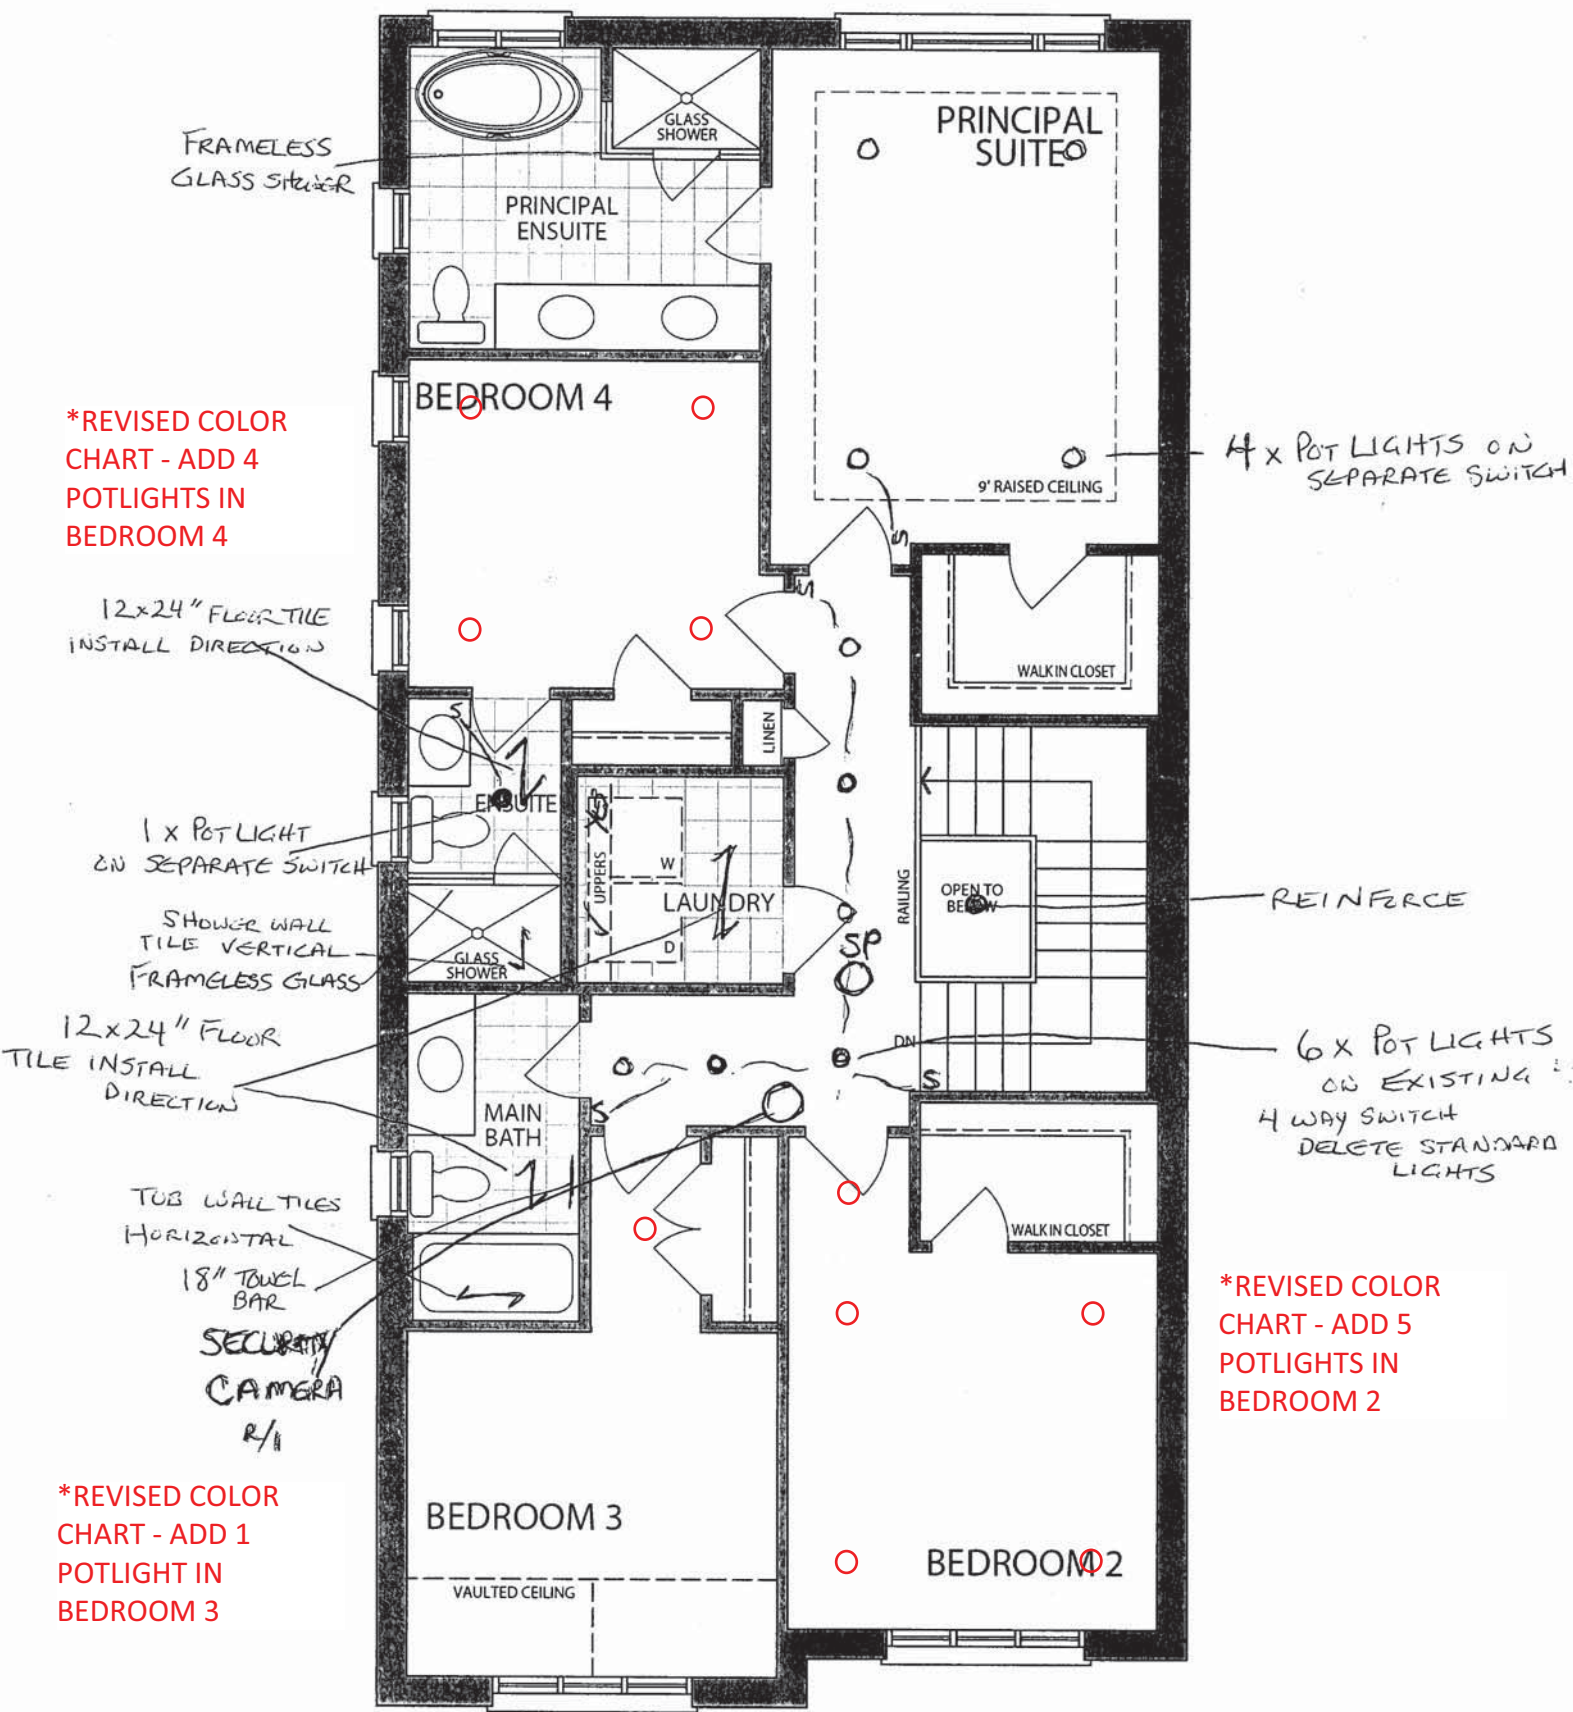 FRAMELESS
GLASS SHOWER
GLASS
SHOWER
PRINCIPAL
SUITE
PRINCIPAL
ENSUITE
BEDROOM 4
*REVISED COLOR
CHART - ADD 4
POTLIGHTS IN
BEDROOM 4
4 x POT LIGHTS ON
SEPARATE SWITCH
9' RAISED CEILING
S
S
12x24" FLOOR TILE
INSTALL DIRECTION
WALK IN CLOSET
S
LINEN
ENSUITE
1 x POT LIGHT
ON SEPARATE SWITCH
UPPERS
W
LAUNDRY
D
RAILING
OPEN TO
BELOW
REINFORCE
SHOWER WALL
TILE VERTICAL
FRAMELESS GLASS
GLASS
SHOWER
SP
12x24" FLOOR
TILE INSTALL
DIRECTION
DN
6 x POT LIGHTS
ON EXISTING
4 WAY SWITCH
DELETE STANDARD
LIGHTS
S
S
MAIN
BATH
TUB WALL TILES
HORIZONTAL
18" TOWEL
BAR
WALK IN CLOSET
SECURITY
CAMERA
R/I
*REVISED COLOR
CHART - ADD 5
POTLIGHTS IN
BEDROOM 2
*REVISED COLOR
CHART - ADD 1
POTLIGHT IN
BEDROOM 3
BEDROOM 3
BEDROOM 2
VAULTED CEILING